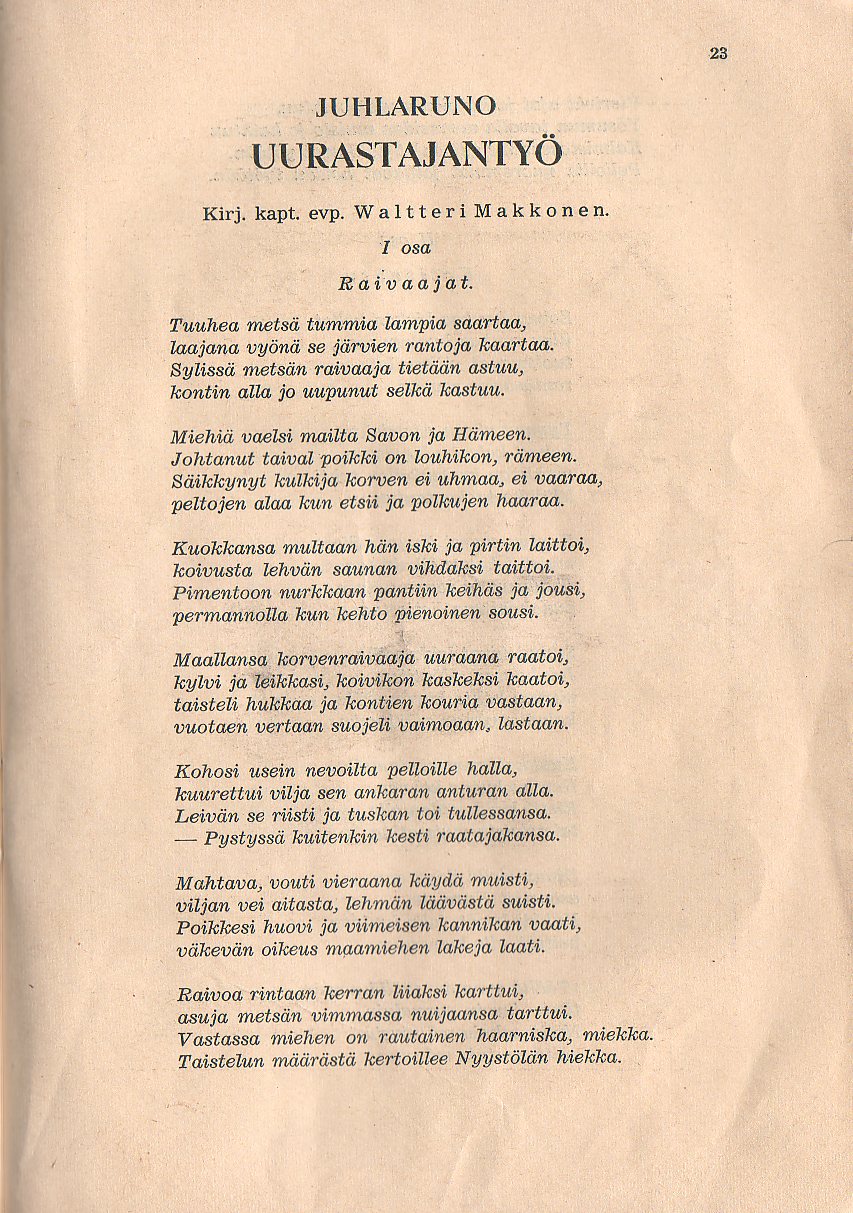 23
JUHLARUNO
UURASTAJANTYÖ
Kirj. kapt. evp. Waltteri Makkonen.
I osa
Raivaajat.
Tuuhea metsä tummia lampia saartaa,
laajana vyönä se järvien rantoja kaartaa.
Sylissä metsän raivaaja tietään astuu,
kontin alla jo uupunut selkä kastuu.
Miehiä vaelsi mailta Savon ja Hämeen.
Johtanut taival poikki on louhikon, rämeen.
Säikkynyt kulkija korven ei uhmaa, ei vaaraa,
peltojen alaa kun etsii ja polkujen haaraa.
Kuokkansa multaan hän iski ja pirtin laittoi,
koivusta lehvän saunan vihdaksi taittoi.
Pimentoon nurkkaan pantiin keihäs ja jousi,
permannolla kun kehto pienoinen sousi.
Maallansa korvenraivaaja uuraana raatoi,
kylvi ja leikkasi, koivikon kaskeksi kaatoi,
taisteli hukkaa ja kontien kouria vastaan,
vuotaen vertaan suojeli vaimoaan, lastaan.
Kohosi usein nevoilta pelloille halla,
kuurettui vilja sen ankaran anturan alla.
Leivän se riisti ja tuskan toi tullessansa.
— Pystyssä kuitenkin kesti raatajakansa.
Mahtava, vouti vieraana käydä muisti,
viljan vei aitasta, lehmän läävästä suisti.
Poikkesi huovi ja viimeisen kannikan vaati,
väkevän oikeus maamiehen lakeja laati.
Raivoa rintaan kerran liiaksi karttui,
asuja metsän vimmassa nuijaansa tarttui.
Vastassa miehen on rautainen haarniska, miekka.
Taistelun määrästä kertoillee Nyystölän hiekka.